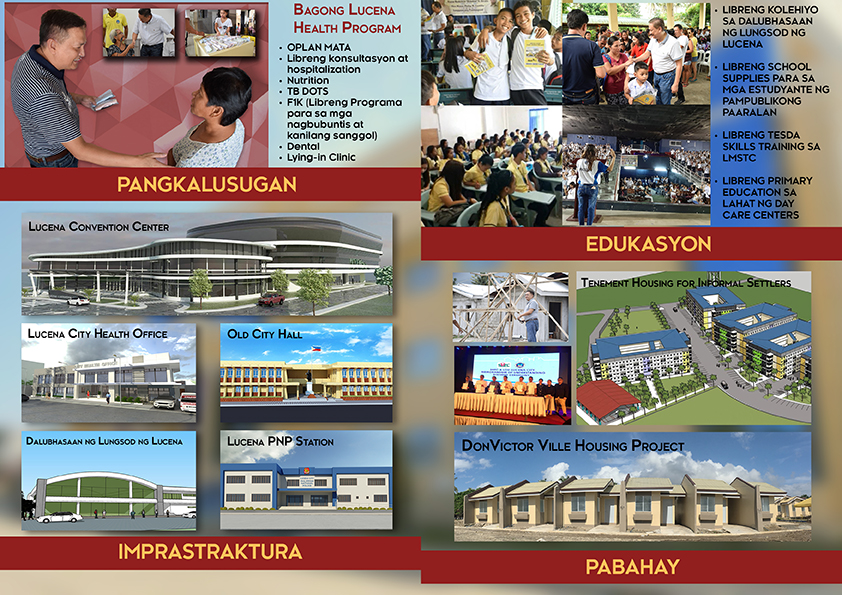 BAGONG LUCENA
HEALTH PROGRAM
• OPLAN MATA
• Libreng konsultasyon at
hospitalization
• Nutrition
• TB DOTS
• F1K (Libreng Programa
para sa mga
nagbubuntis at
kanilang sanggol)
• Dental
• Lying-in Clinic
PANGKALUSUGAN
LUCENA CONVENTION CENTER
LUCENA CITY HEALTH OFFICE
OLD CITY HALL
DALUBHASAAN NG LUNGSOD NG LUCENA
LUCENA PNP STATION
IMPRASTRAKTURA
• LIBRENG KOLEHIYO
SA DALUBHASAAN
NG LUNGSOD NG
LUCENA
• LIBRENG SCHOOL
SUPPLIES PARA SA
MGA ESTUDYANTE NG
PAMPUBLIKONG
PAARALAN
• LIBRENG TESDA
SKILLS TRAINING SA
LMSTC
• LIBRENG PRIMARY
EDUCATION SA
LAHAT NG DAY
CARE CENTERS
EDUKASYON
TENEMENT HOUSING FOR INFORMAL SETTLERS
DONVICTOR VILLE HOUSING PROJECT
PABAHAY